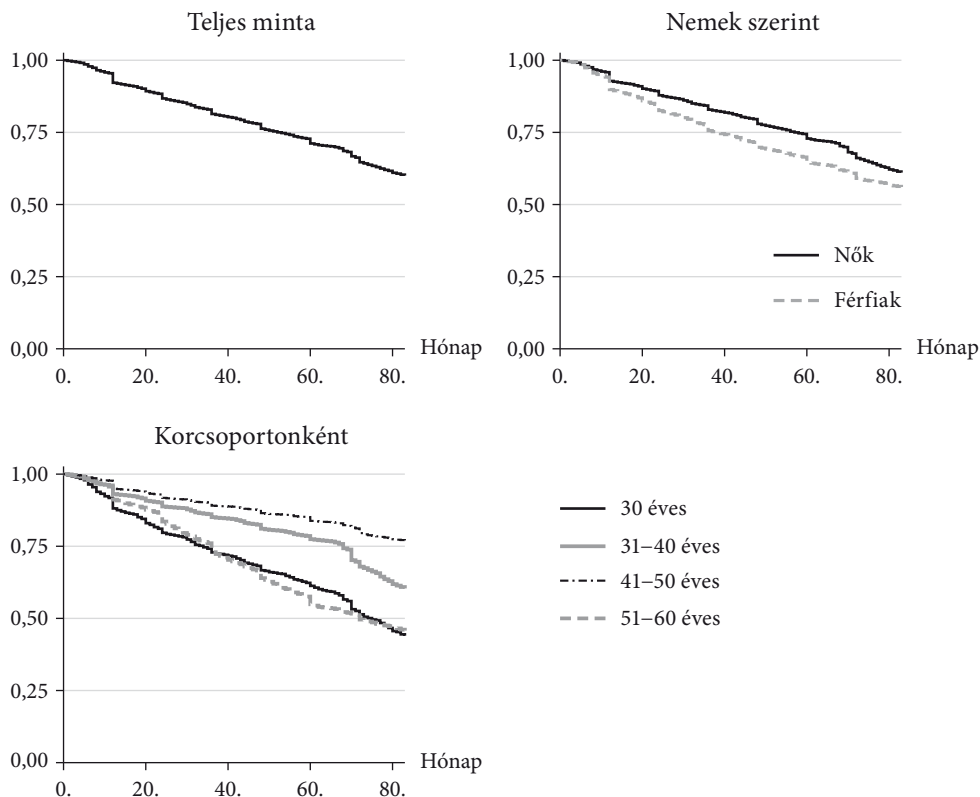 Teljes minta
1,00
0,75
0,50
0,25
0,00
0. 20. 40. 60. 80.
Hónap
Nemek szerint
1,00
0,75
0,50
0,25
0,00
0. 20. 40. 60. 80.
Hónap
Nők
Férfiak
Korcsoportonként
1,00
0,75
0,50
0,25
0,00
0. 20. 40. 60. 80.
Hónap
30 éves
31–40 éves
41–50 éves
51–60 éves